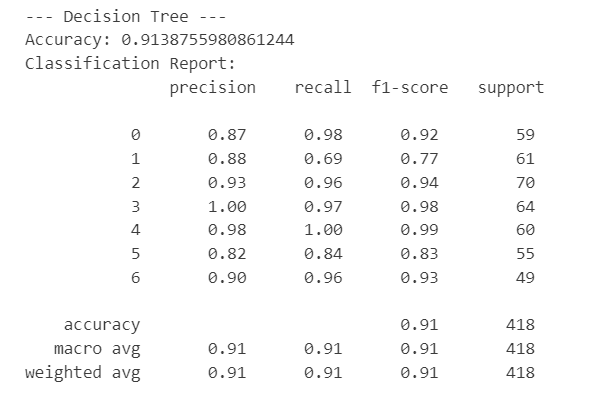 --- Decision Tree ---
Accuracy: 0.9138755980861244
Classification Report:
precision recall f1-score support
0 0.87 0.98 0.92 59
1 0.88 0.69 0.77 61
2 0.93 0.96 0.94 70
3 1.00 0.97 0.98 64
4 0.98 1.00 0.99 60
5 0.82 0.84 0.83 55
6 0.90 0.96 0.93 49
accuracy 0.91 418
macro avg 0.91 0.91 0.91 418
weighted avg 0.91 0.91 0.91 418